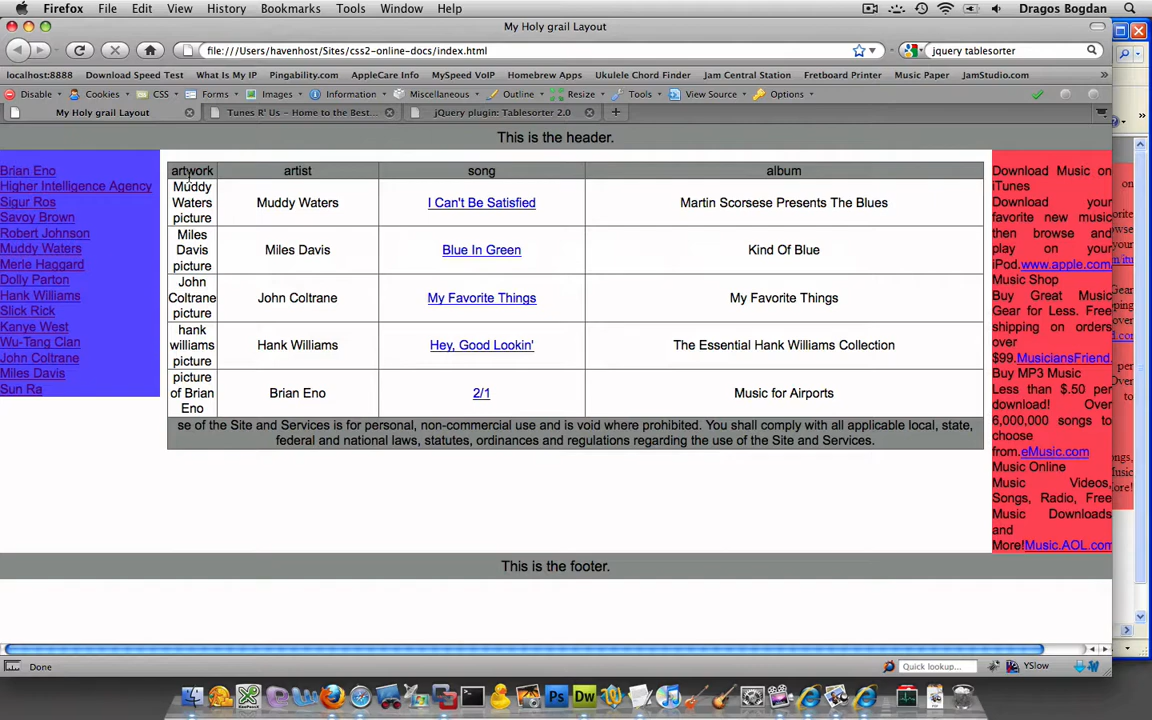 Firefox File Edit View History Bookmarks Tools Window Help Dragos Bogdan
My Holy grail Layout
file:///Users/havenhost/Sites/css2-online-docs/index.html
jquery tablesorter
localhost:8888 Download Speed Test What Is My IP Pingability.com AppleCare Info MySpeed VoIP Homebrew Apps Ukulele Chord Finder Jam Central Station Fretboard Printer Music Paper JamStudio.com
Disable Cookies CSS Forms Images Information Miscellaneous Outline Resize Tools View Source Options
My Holy grail Layout
Tunes R' Us – Home to the Best...
jQuery plugin: Tablesorter 2.0
This is the header.
Brian Eno
Higher Intelligence Agency
Sigur Ros
Savoy Brown
Robert Johnson
Muddy Waters
Merle Haggard
Dolly Parton
Hank Williams
Slick Rick
Kanye West
Wu-Tang Clan
John Coltrane
Miles Davis
Sun Ra
artwork artist song album
Muddy
Waters
picture
Muddy Waters I Can't Be Satisfied Martin Scorsese Presents The Blues
Miles
Davis
picture
Miles Davis Blue In Green Kind Of Blue
John
Coltrane
picture
John Coltrane My Favorite Things My Favorite Things
hank
williams
picture
Hank Williams Hey, Good Lookin' The Essential Hank Williams Collection
picture
of Brian
Eno
Brian Eno 2/1 Music for Airports
se of the Site and Services is for personal, non-commercial use and is void where prohibited. You shall comply with all applicable local, state,
federal and national laws, statutes, ordinances and regulations regarding the use of the Site and Services.
Download Music on
iTunes
Download your
favorite new music
then browse and
play on your
iPod.www.apple.com/
Music Shop
Buy Great Music
Gear for Less. Free
shipping on orders
over
$99.MusiciansFriend.
Buy MP3 Music
Less than $.50 per
download! Over
6,000,000 songs to
choose
from.eMusic.com
Music Online
Music Videos,
Songs, Radio, Free
Music Downloads
and
More!Music.AOL.com
This is the footer.
Done
Quick lookup...
YSlow
Ps
Dw